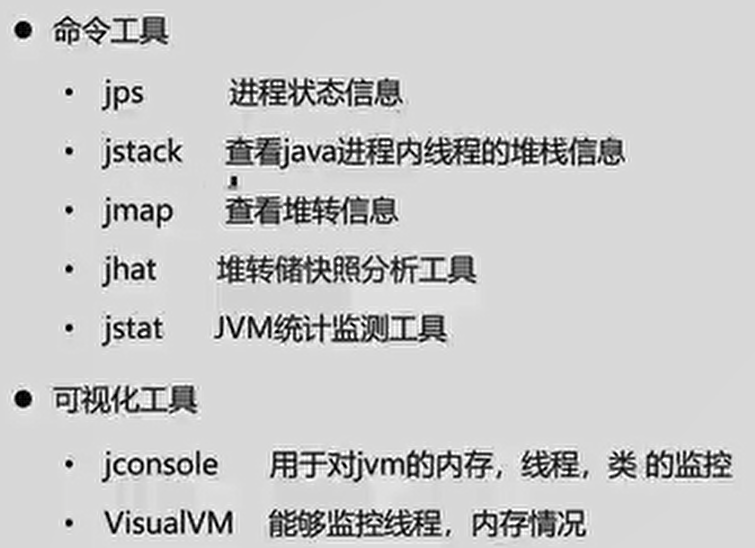 命令工具
jps 进程状态信息
jstack 查看java进程内线程的堆栈信息
jmap 查看堆转信息
jhat 堆转储快照分析工具
jstat JVM统计监测工具
可视化工具
jconsole 用于对jvm的内存，线程，类 的监控
VisualVM 能够监控线程，内存情况